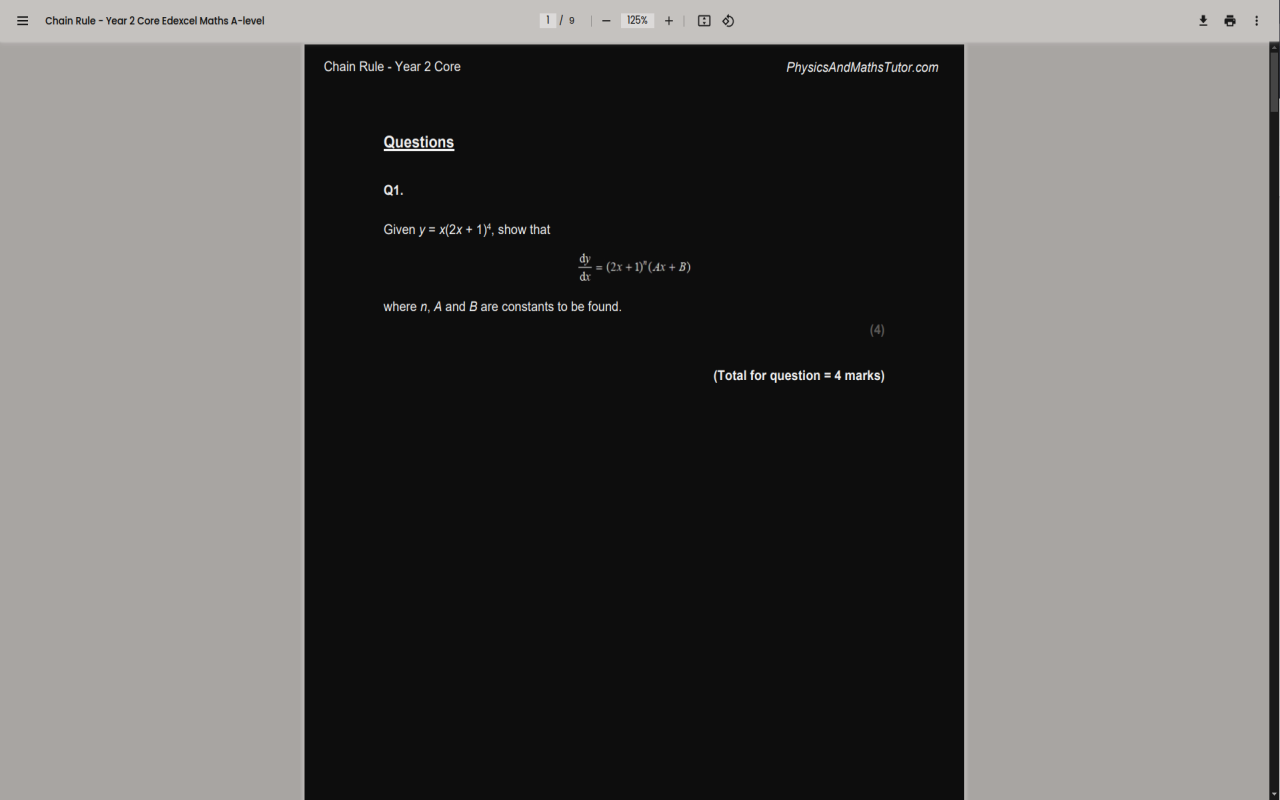 Chain Rule - Year 2 Core Edexcel Maths A-level
1 / 9
125%
Chain Rule - Year 2 Core
PhysicsAndMathsTutor.com
Questions
Q1.
Given y = x(2x + 1)⁴, show that
dy/dx = (2x + 1)ⁿ(Ax + B)
where n, A and B are constants to be found.
(4)
(Total for question = 4 marks)